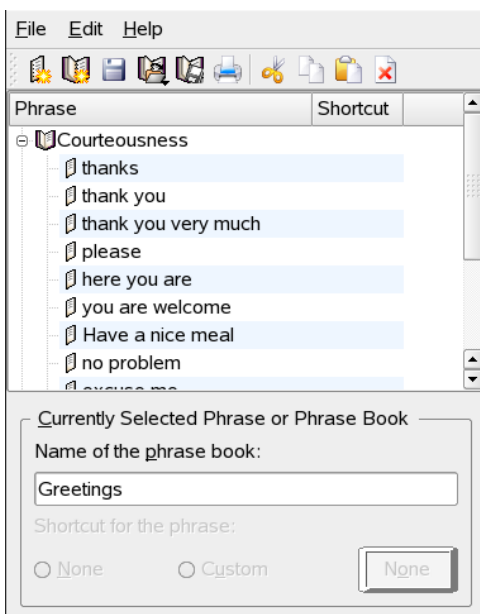 File Edit Help
Phrase Shortcut
Courteousness
thanks
thank you
thank you very much
please
here you are
you are welcome
Have a nice meal
no problem
excuse me
Currently Selected Phrase or Phrase Book
Name of the phrase book:
Greetings
Shortcut for the phrase:
None Custom None